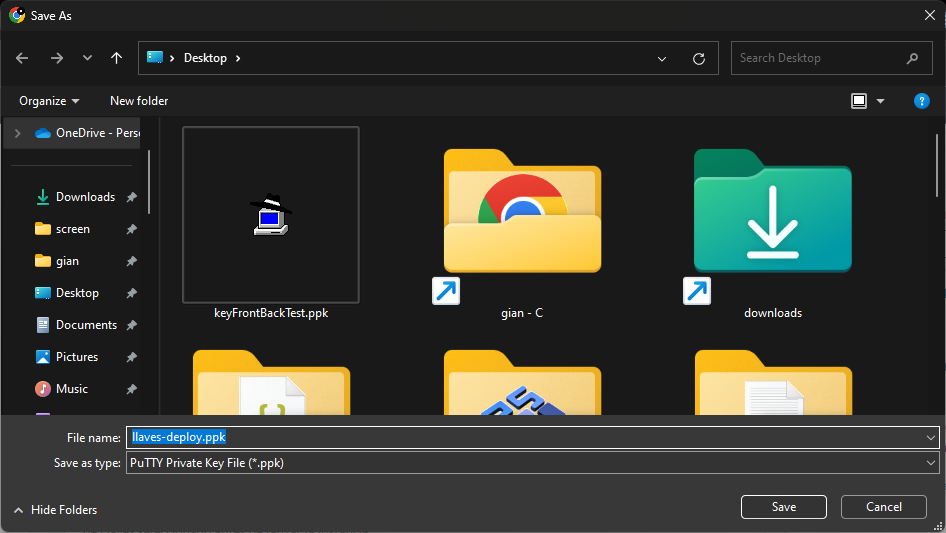 Save As
Desktop
Search Desktop
Organize
New folder
OneDrive - Perso
Downloads
screen
gian
Desktop
Documents
Pictures
Music
keyFrontBackTest.ppk
gian - C
downloads
File name:
llaves-deploy.ppk
Save as type:
PuTTY Private Key File (*.ppk)
Hide Folders
Save
Cancel